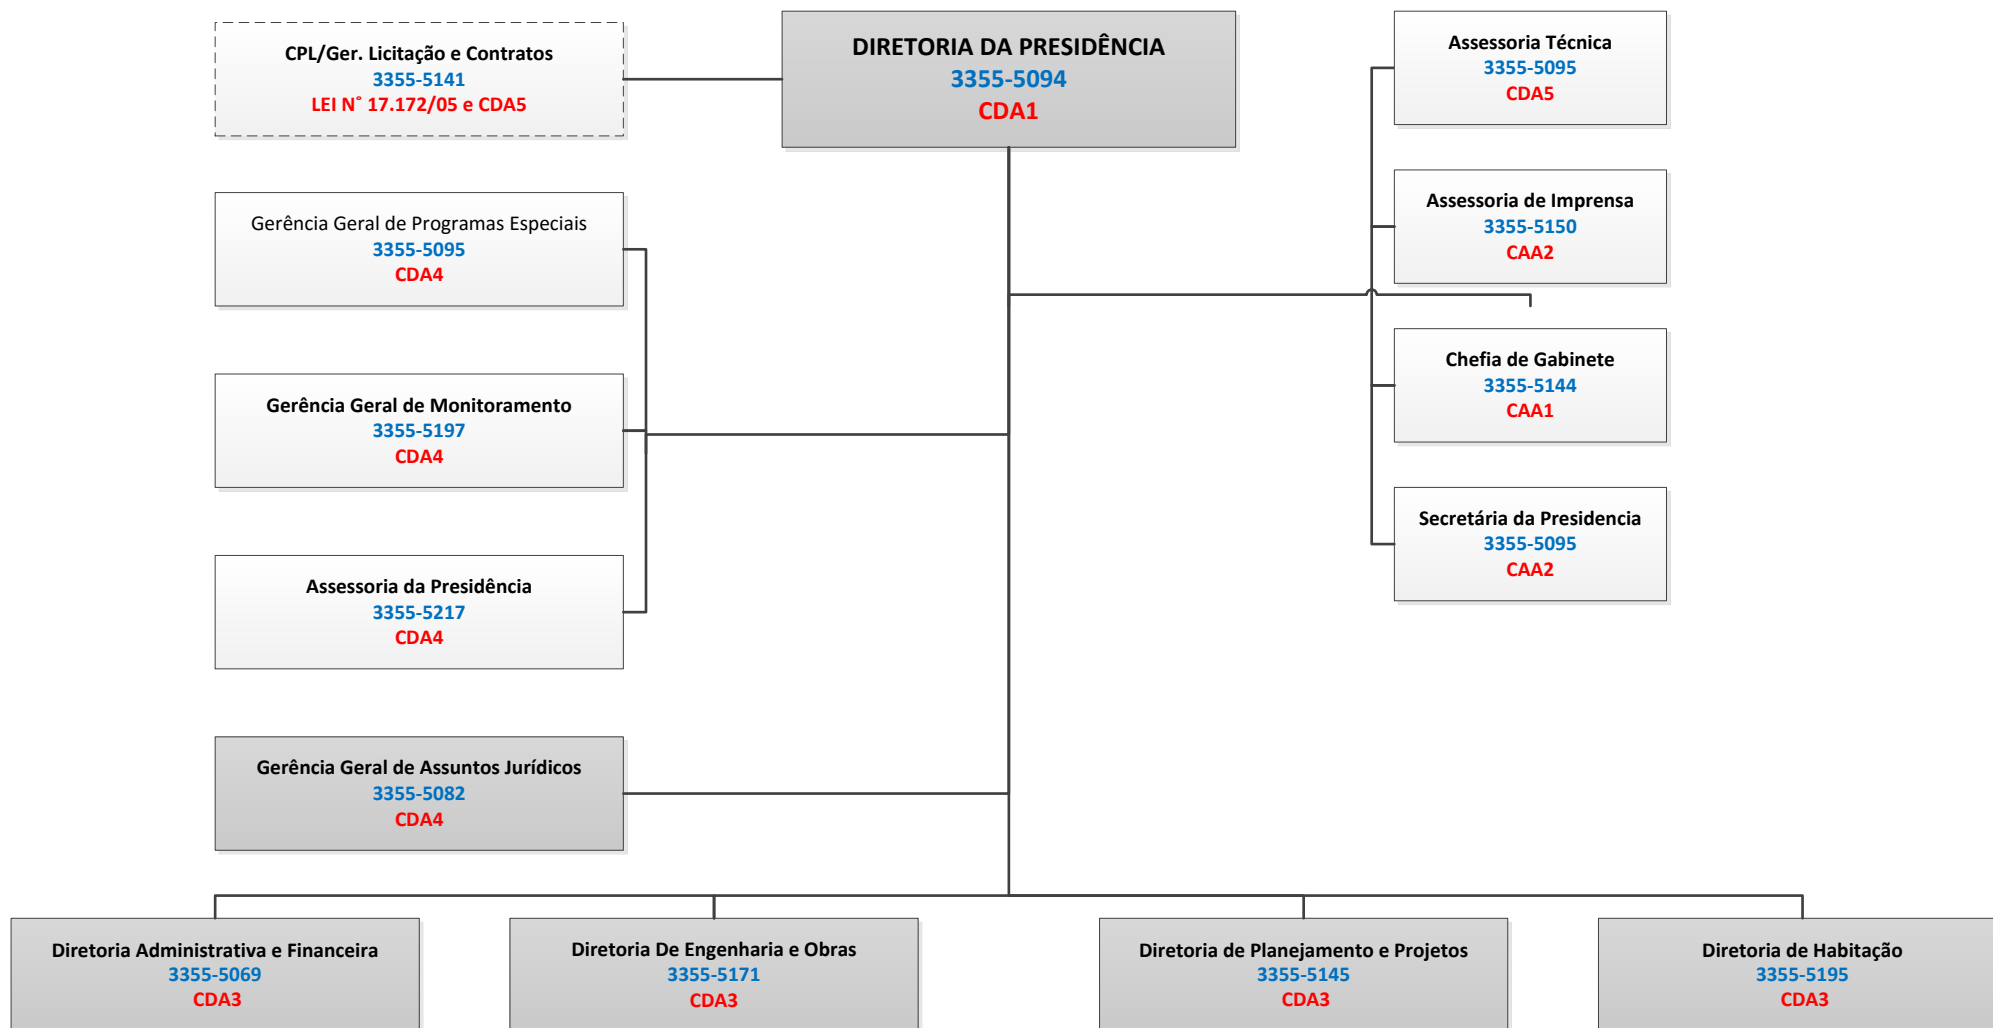 CPL/Ger. Licitação e Contratos
3355-5141
LEI N° 17.172/05 e CDA5
DIRETORIA DA PRESIDÊNCIA
3355-5094
CDA1
Assessoria Técnica
3355-5095
CDA5
Gerência Geral de Programas Especiais
3355-5095
CDA4
Assessoria de Imprensa
3355-5150
CAA2
Gerência Geral de Monitoramento
3355-5197
CDA4
Chefia de Gabinete
3355-5144
CAA1
Assessoria da Presidência
3355-5217
CDA4
Secretária da Presidencia
3355-5095
CAA2
Gerência Geral de Assuntos Jurídicos
3355-5082
CDA4
Diretoria Administrativa e Financeira
3355-5069
CDA3
Diretoria De Engenharia e Obras
3355-5171
CDA3
Diretoria de Planejamento e Projetos
3355-5145
CDA3
Diretoria de Habitação
3355-5195
CDA3